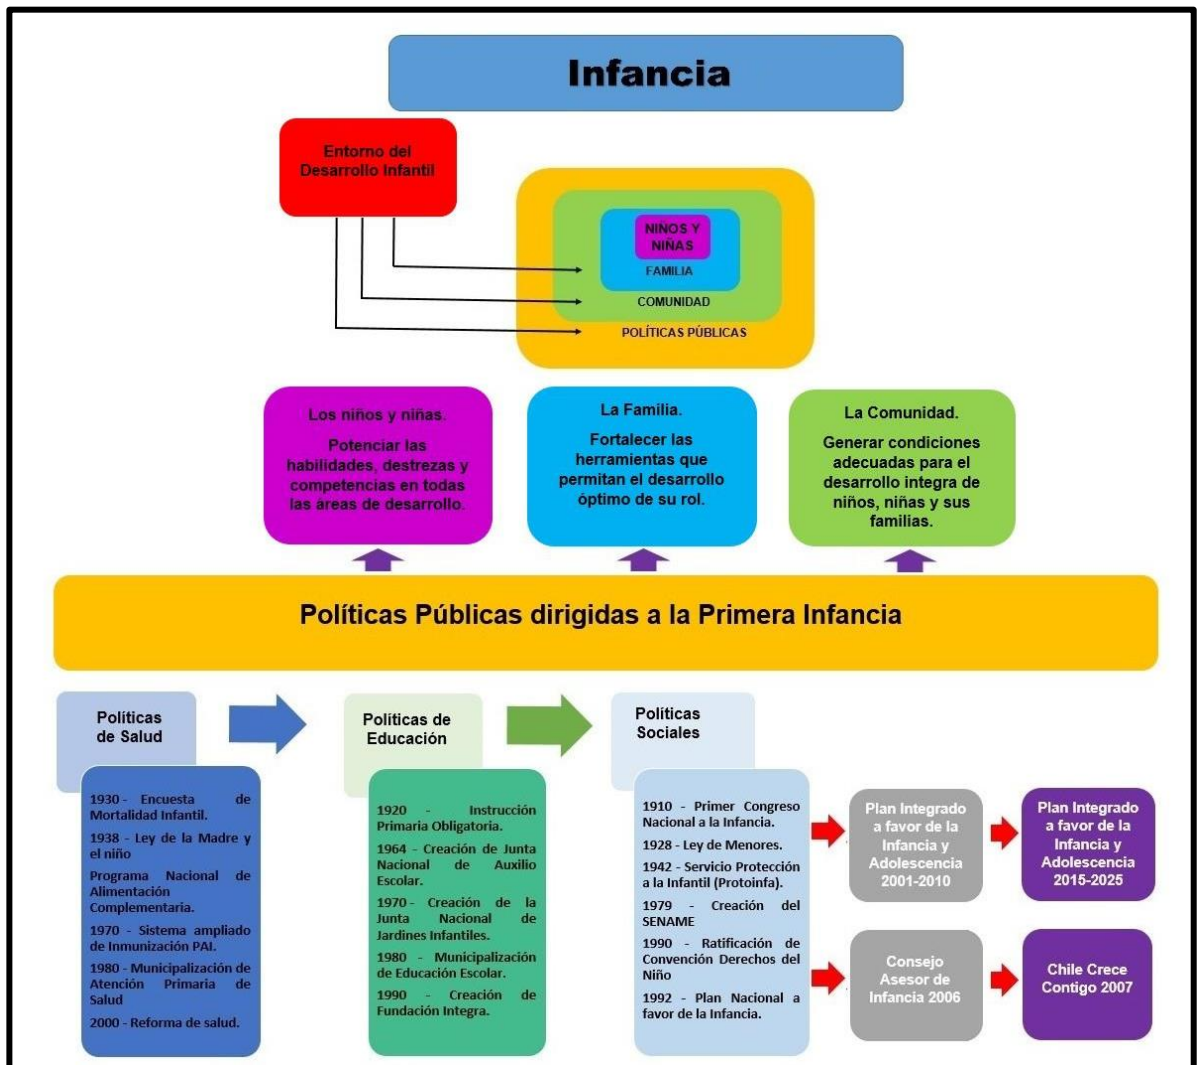 Infancia
Entorno del
Desarrollo Infantil
NIÑOS Y
NIÑAS
FAMILIA
COMUNIDAD
POLÍTICAS PÚBLICAS
Los niños y niñas.
Potenciar las
habilidades, destrezas y
competencias en todas
las áreas de desarrollo.
La Familia.
Fortalecer las
herramientas que
permitan el desarrollo
óptimo de su rol.
La Comunidad.
Generar condiciones
adecuadas para el
desarrollo integra de
niños, niñas y sus
familias.
Políticas Públicas dirigidas a la Primera Infancia
Políticas
de Salud
1930 - Encuesta de
Mortalidad Infantil.
1938 - Ley de la Madre y
el niño
Programa Nacional de
Alimentación
Complementaria.
1970 - Sistema ampliado
de Inmunización PAI.
1980 - Municipalización de
Atención Primaria de
Salud
2000 - Reforma de salud.
Políticas de
Educación
1920 - Instrucción
Primaria Obligatoria.
1964 - Creación de Junta
Nacional de Auxilio
Escolar.
1970 - Creación de la
Junta Nacional de
Jardines Infantiles.
1980 - Municipalización
de Educación Escolar.
1990 - Creación de
Fundación Integra.
Políticas
Sociales
1910 - Primer Congreso
Nacional a la Infancia.
1928 - Ley de Menores.
1942 - Servicio Protección
a la Infantil (Protoinfa).
1979 - Creación del
SENAME
1990 - Ratificación de
Convención Derechos del
Niño
1992 - Plan Nacional a
favor de la Infancia.
Plan Integrado
a favor de la
Infancia y
Adolescencia
2001-2010
Plan Integrado
a favor de la
Infancia y
Adolescencia
2015-2025
Consejo
Asesor de
Infancia 2006
Chile Crece
Contigo 2007